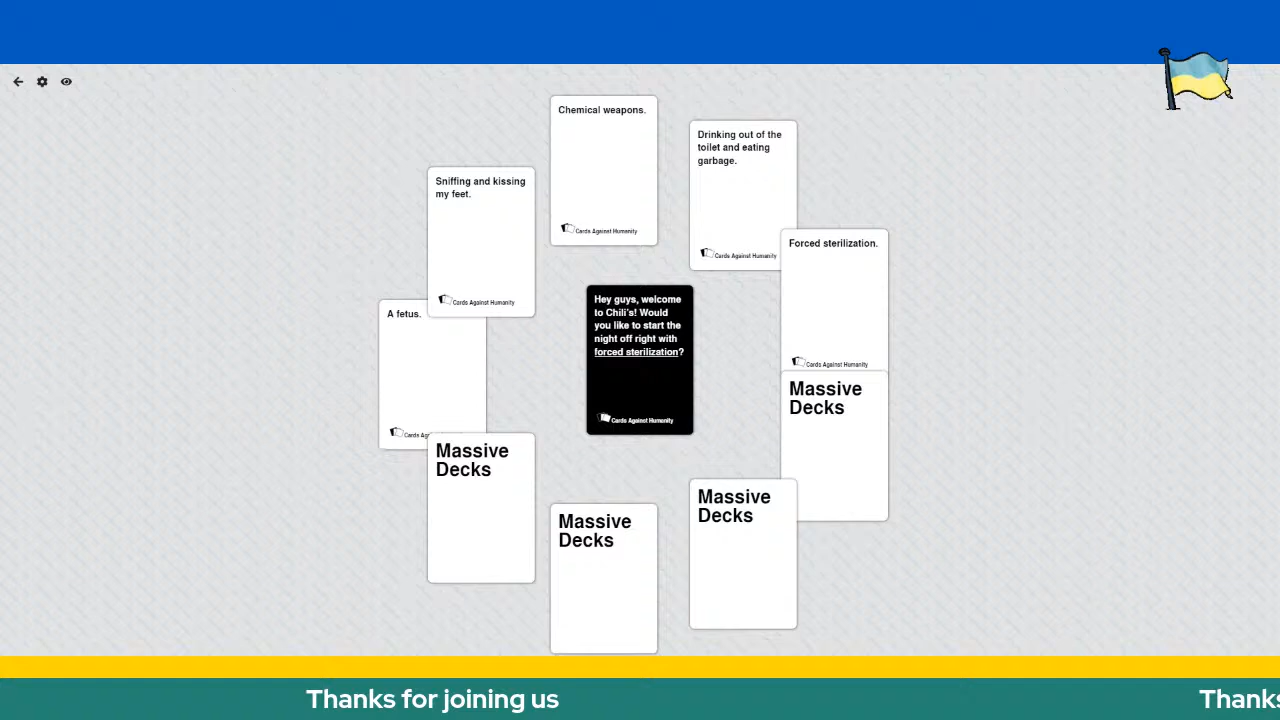 Chemical weapons.
Cards Against Humanity
Drinking out of the
toilet and eating
garbage.
Cards Against Humanity
Sniffing and kissing
my feet.
Cards Against Humanity
Forced sterilization.
Cards Against Humanity
A fetus.
Cards Ag
Hey guys, welcome
to Chili's! Would
you like to start the
night off right with
forced sterilization?
Cards Against Humanity
Massive
Decks
Massive
Decks
Massive
Decks
Massive
Decks
Thanks for joining us
Thanks